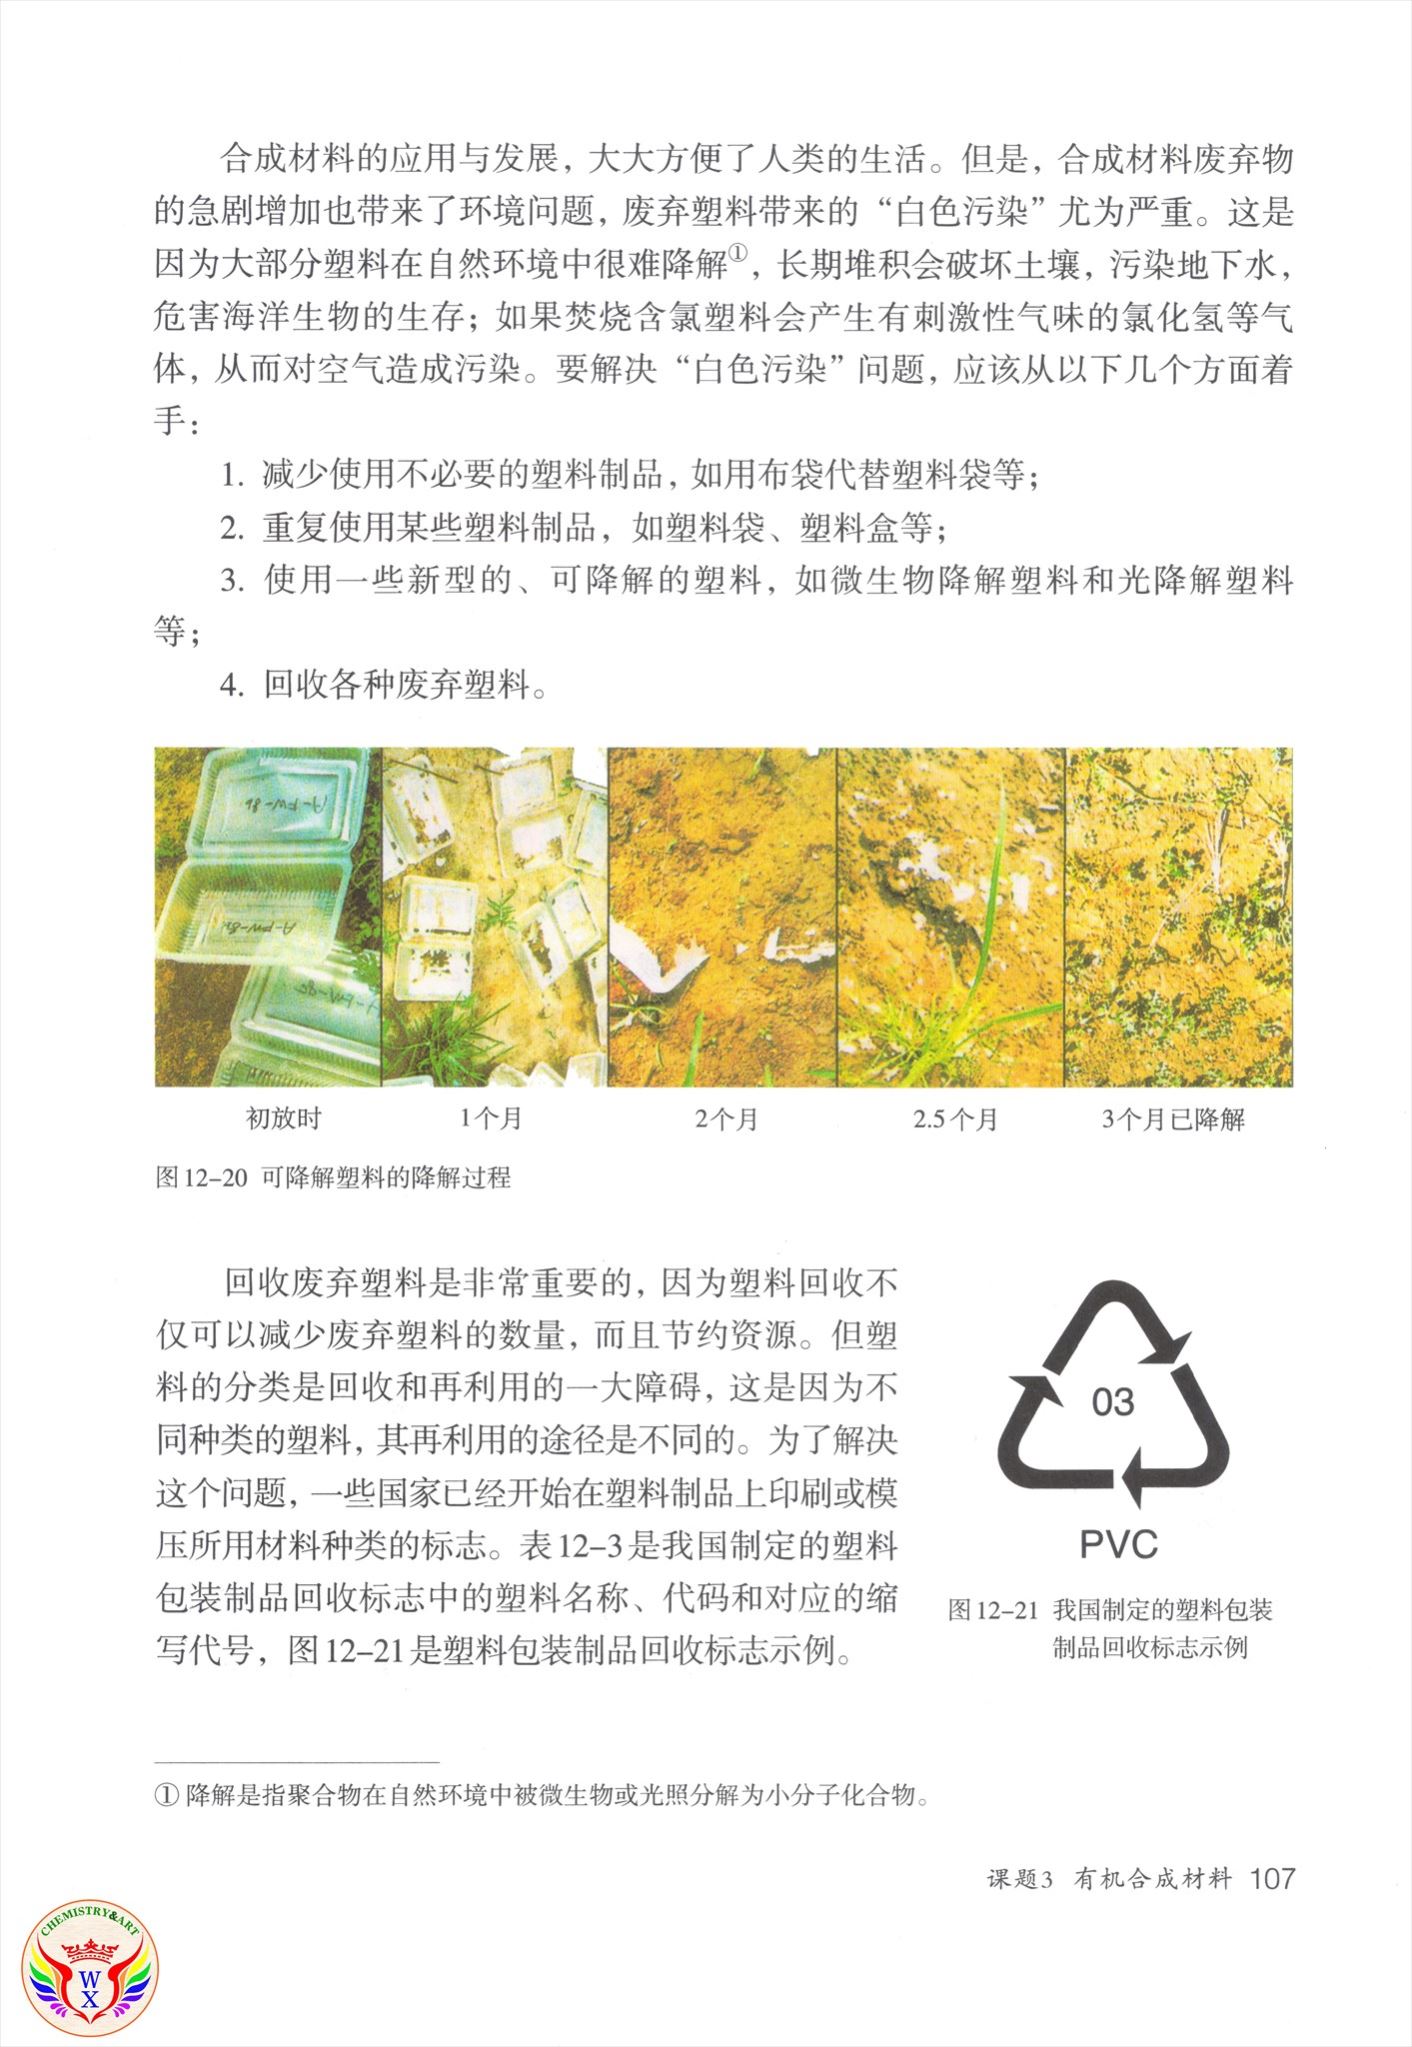 合成材料的应用与发展，大大方便了人类的生活。但是，合成材料废弃物
的急剧增加也带来了环境问题，废弃塑料带来的“白色污染”尤为严重。这是
因为大部分塑料在自然环境中很难降解①，长期堆积会破坏土壤，污染地下水，
危害海洋生物的生存；如果焚烧含氯塑料会产生有刺激性气味的氯化氢等气
体，从而对空气造成污染。要解决“白色污染”问题，应该从以下几个方面着
手：
1. 减少使用不必要的塑料制品，如用布袋代替塑料袋等；
2. 重复使用某些塑料制品，如塑料袋、塑料盒等；
3. 使用一些新型的、可降解的塑料，如微生物降解塑料和光降解塑料
等；
4. 回收各种废弃塑料。
初放时
1个月
2个月
2.5个月
3个月已降解
图12-20 可降解塑料的降解过程
回收废弃塑料是非常重要的，因为塑料回收不
仅可以减少废弃塑料的数量，而且节约资源。但塑
料的分类是回收和再利用的一大障碍，这是因为不
同种类的塑料，其再利用的途径是不同的。为了解决
这个问题，一些国家已经开始在塑料制品上印刷或模
压所用材料种类的标志。表12-3是我国制定的塑料
包装制品回收标志中的塑料名称、代码和对应的缩
写代号，图12-21是塑料包装制品回收标志示例。
03
PVC
图12-21 我国制定的塑料包装
制品回收标志示例
① 降解是指聚合物在自然环境中被微生物或光照分解为小分子化合物。
课题3 有机合成材料 107
CHEMISTRY&ART
W
X